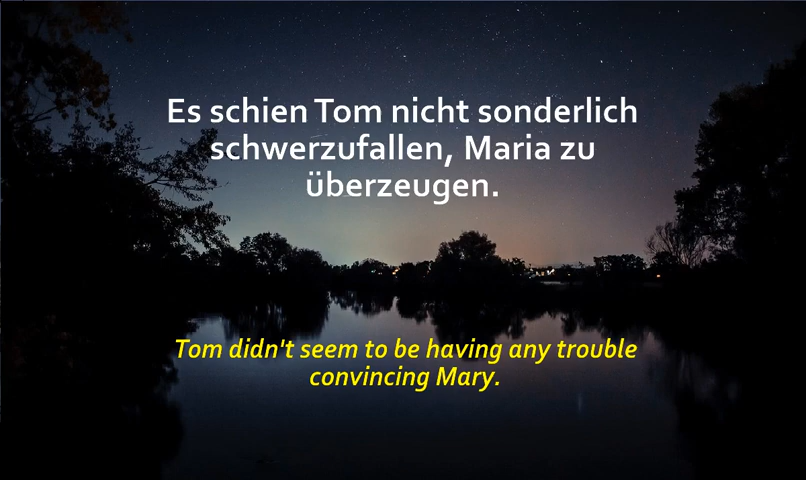 Es schien Tom nicht sonderlich
schwerzufallen, Maria zu
überzeugen.
Tom didn't seem to be having any trouble
convincing Mary.